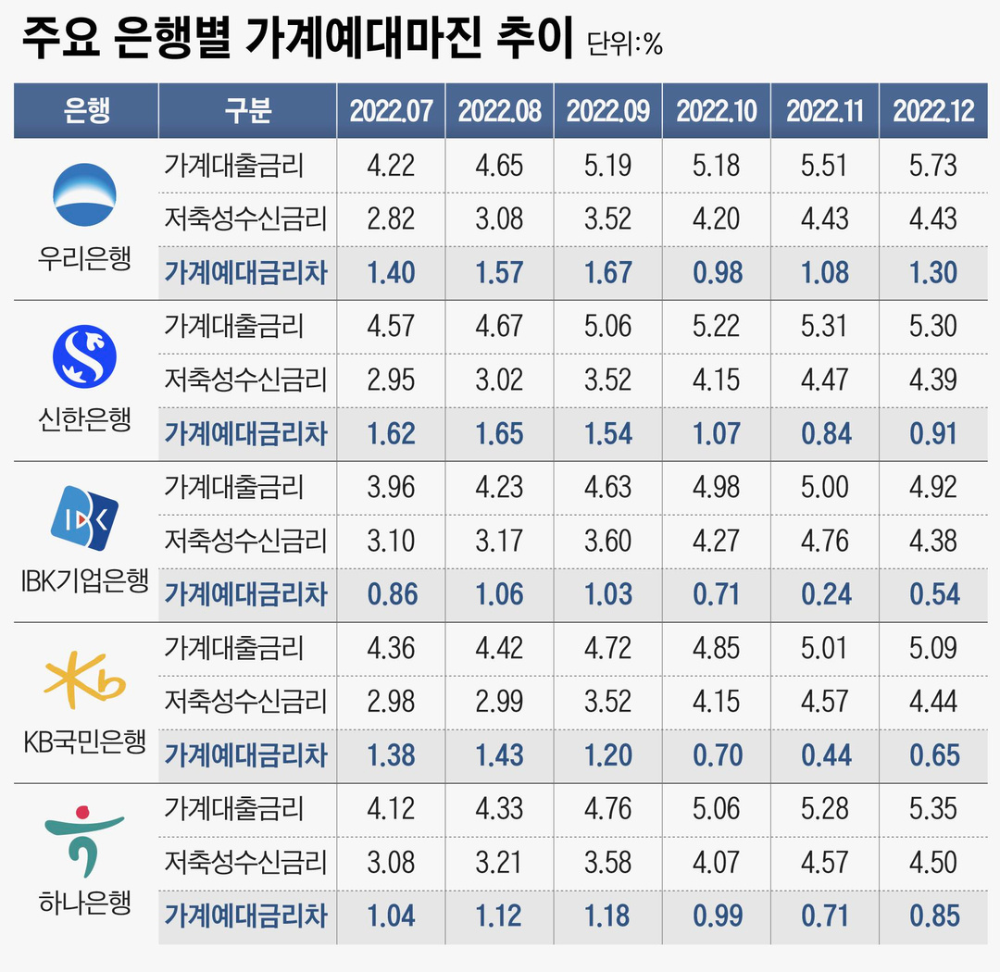 주요 은행별 가계예대마진 추이 단위:%
은행 구분 2022.07 2022.08 2022.09 2022.10 2022.11 2022.12
가계대출금리 4.22 4.65 5.19 5.18 5.51 5.73
저축성수신금리 2.82 3.08 3.52 4.20 4.43 4.43
우리은행
가계예대금리차 1.40 1.57 1.67 0.98 1.08 1.30
가계대출금리 4.57 4.67 5.06 5.22 5.31 5.30
저축성수신금리 2.95 3.02 3.52 4.15 4.47 4.39
신한은행
가계예대금리차 1.62 1.65 1.54 1.07 0.84 0.91
가계대출금리 3.96 4.23 4.63 4.98 5.00 4.92
IBK
저축성수신금리 3.10 3.17 3.60 4.27 4.76 4.38
IBK기업은행
가계예대금리차 0.86 1.06 1.03 0.71 0.24 0.54
가계대출금리 4.36 4.42 4.72 4.85 5.01 5.09
b
저축성수신금리 2.98 2.99 3.52 4.15 4.57 4.44
KB국민은행
가계예대금리차 1.38 1.43 1.20 0.70 0.44 0.65
가계대출금리 4.12 4.33 4.76 5.06 5.28 5.35
저축성수신금리 3.08 3.21 3.58 4.07 4.57 4.50
하나은행
가계예대금리차 1.04 1.12 1.18 0.99 0.71 0.85